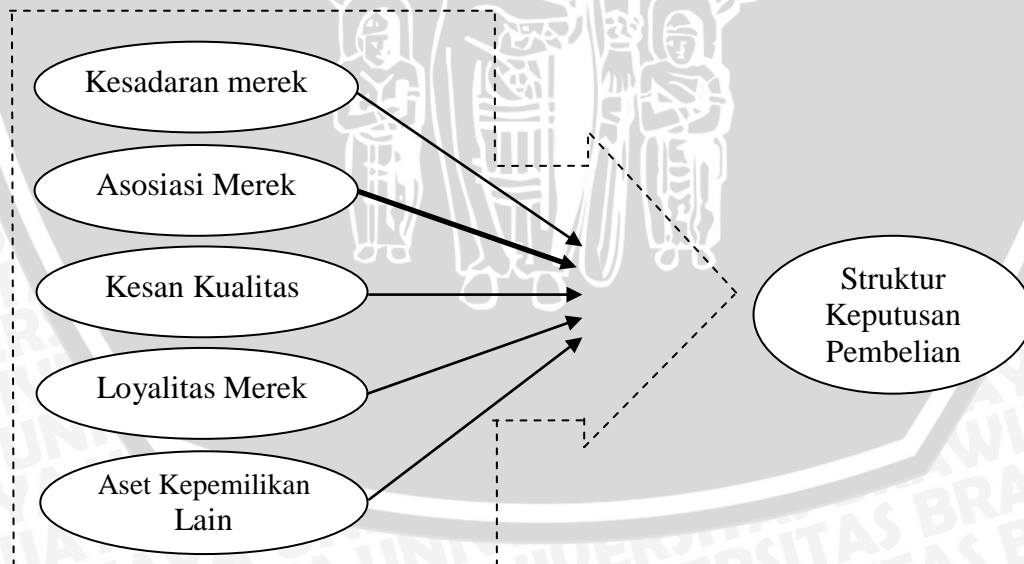 Kesadaran merek
Asosiasi Merek
Kesan Kualitas
Loyalitas Merek
Aset Kepemilikan
Lain
Struktur
Keputusan
Pembelian